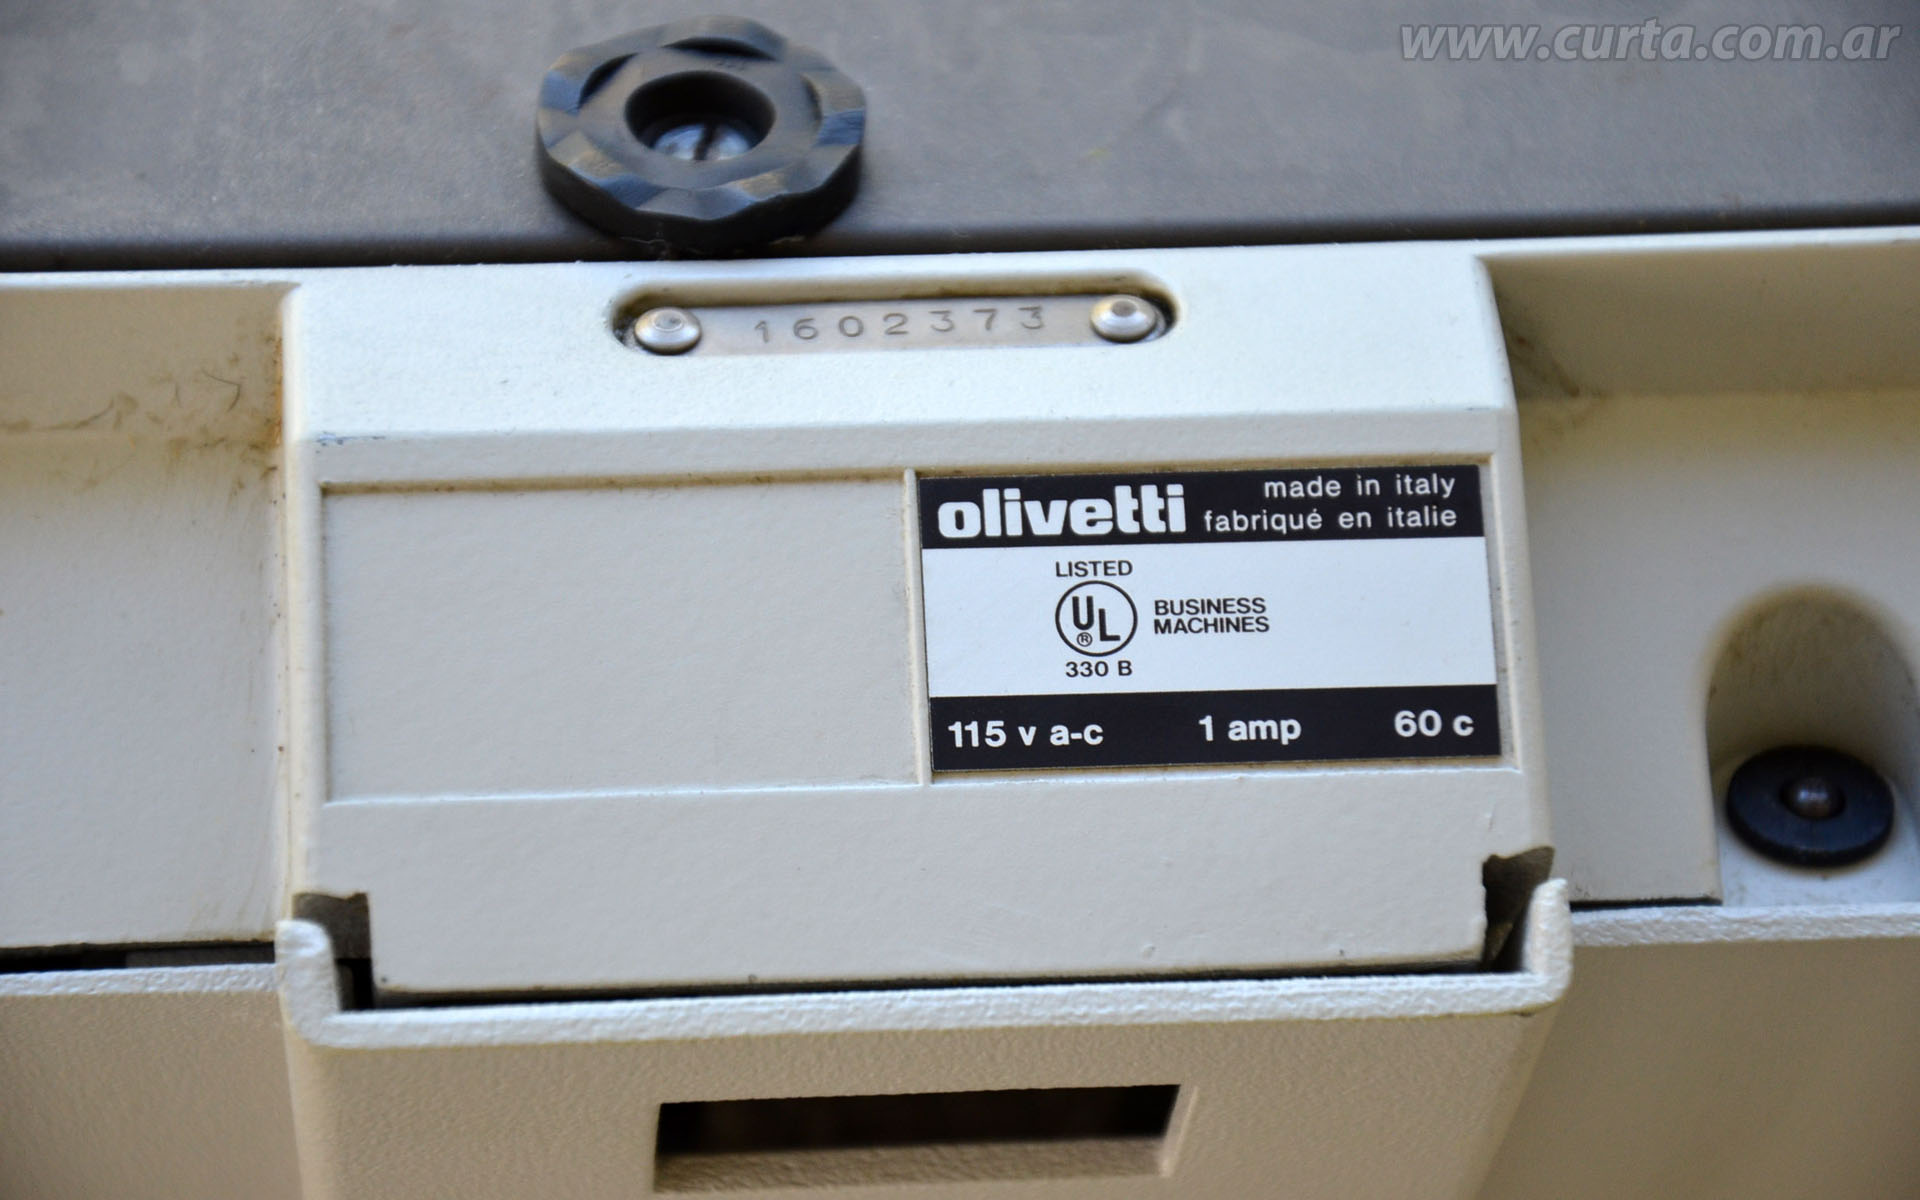 www.curta.com.ar
1602373
olivetti
made in italy
fabriqué en italie
LISTED
UL
®
BUSINESS
MACHINES
330 B
115 v a-c 1 amp 60 c